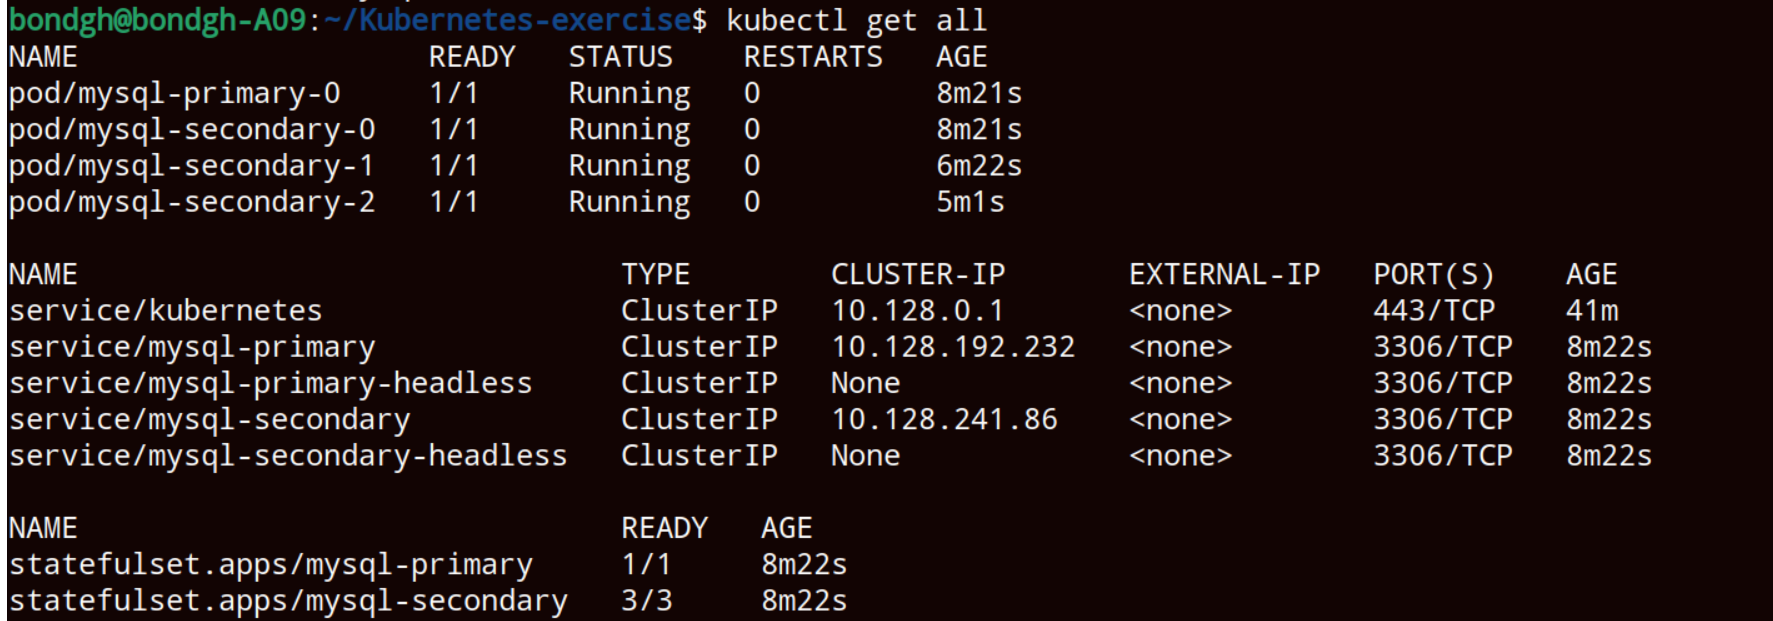 bondgh@bondgh-A09:~/Kubernetes-exercise$ kubectl get all
NAME                    READY   STATUS    RESTARTS   AGE
pod/mysql-primary-0     1/1     Running   0          8m21s
pod/mysql-secondary-0   1/1     Running   0          8m21s
pod/mysql-secondary-1   1/1     Running   0          6m22s
pod/mysql-secondary-2   1/1     Running   0          5m1s

NAME                               TYPE        CLUSTER-IP       EXTERNAL-IP   PORT(S)    AGE
service/kubernetes                 ClusterIP   10.128.0.1       <none>        443/TCP    41m
service/mysql-primary              ClusterIP   10.128.192.232   <none>        3306/TCP   8m22s
service/mysql-primary-headless     ClusterIP   None             <none>        3306/TCP   8m22s
service/mysql-secondary            ClusterIP   10.128.241.86    <none>        3306/TCP   8m22s
service/mysql-secondary-headless   ClusterIP   None             <none>        3306/TCP   8m22s

NAME                               READY   AGE
statefulset.apps/mysql-primary     1/1     8m22s
statefulset.apps/mysql-secondary   3/3     8m22s